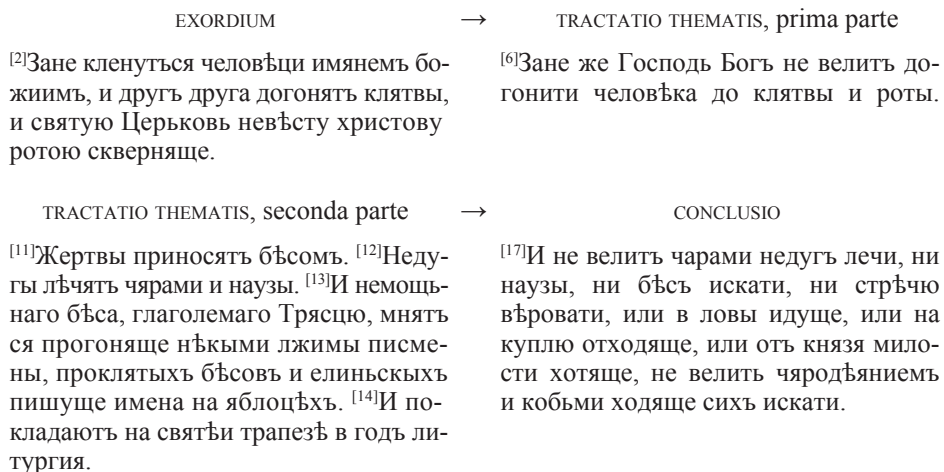 EXORDIUM → TRACTATIO THEMATIS, prima parte
[2]Зане кленутъся человѣци имянемъ бо-
жиимъ, и другъ друга догонятъ клятвы,
и святую Церьковь невѣсту христову
ротою скверняще.
[6]Зане же Господь Богъ не велитъ до-
гонити человѣка до клятвы и роты.
TRACTATIO THEMATIS, seconda parte → CONCLUSIO
[11]Жертвы приносятъ бѣсомъ. [12]Неду-
гы лѣчятъ чярами и наузы. [13]И немощь-
наго бѣса, глаголемаго Трясцю, мнятъ
ся прогоняще нѣкыми лжимы писме-
ны, проклятыхъ бѣсовъ и елиньскыхъ
пишуще имена на яблоцѣхъ. [14]И по-
кладаютъ на святѣи трапезѣ в годъ ли-
тургия.
[17]И не велитъ чарами недугъ лечи, ни
наузы, ни бѣсъ искати, ни стрѣчю
вѣровати, или в ловы идуще, или на
куплю отходяще, или отъ князя мило-
сти хотяще, не велить чяродѣяниемъ
и кобьми ходяще сихъ искати.